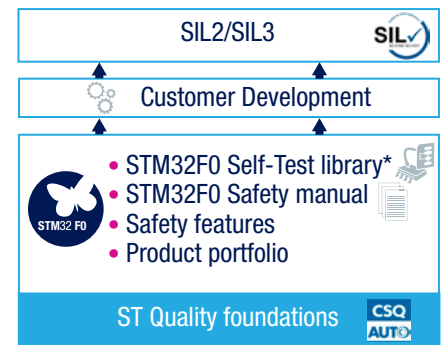 SIL2/SIL3
SIL
Customer Development
• STM32F0 Self-Test library*
• STM32F0 Safety manual
• Safety features
• Product portfolio
STM32 F0
ST Quality foundations
CSQ
AUTO